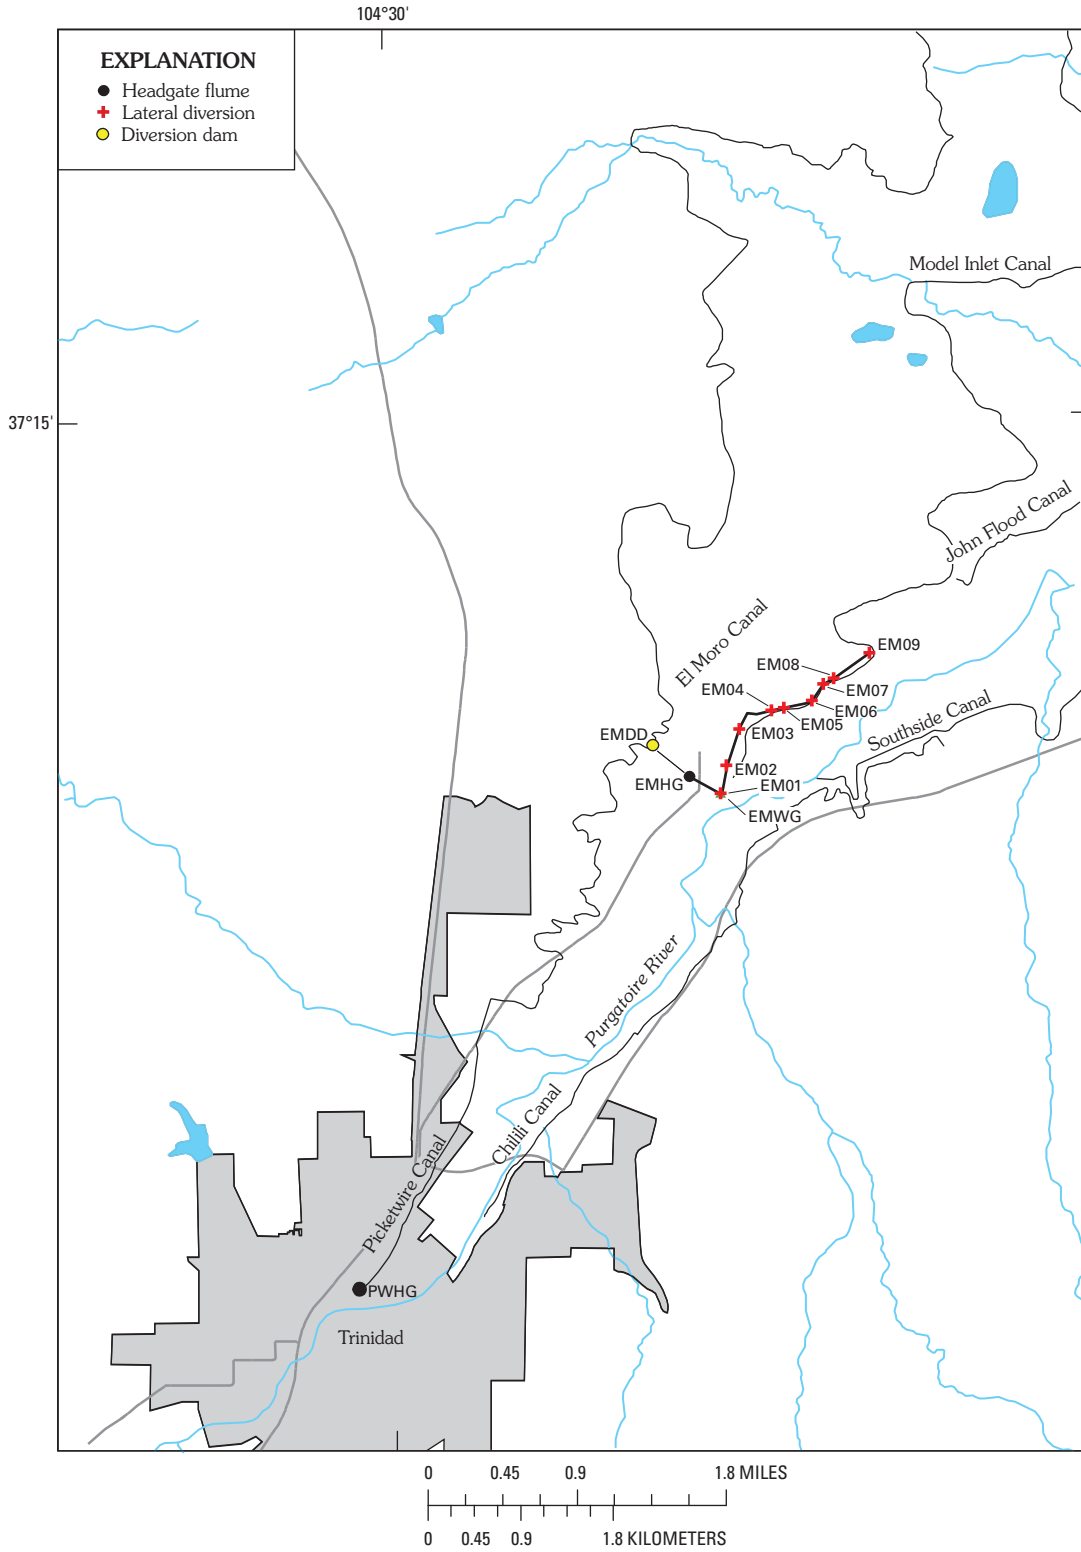 104°30'
EXPLANATION
Headgate flume
Lateral diversion
Diversion dam
Model Inlet Canal
37°15'
John Flood Canal
El Moro Canal
EM09
EM08
EM07
EM04
EM06
EM05
Southside Canal
EMDD
EM03
EM02
EMHG
EM01
EMWG
Purgatoire River
Chilili Canal
Picketwire Canal
PWHG
Trinidad
0 0.45 0.9 1.8 MILES
0 0.45 0.9 1.8 KILOMETERS